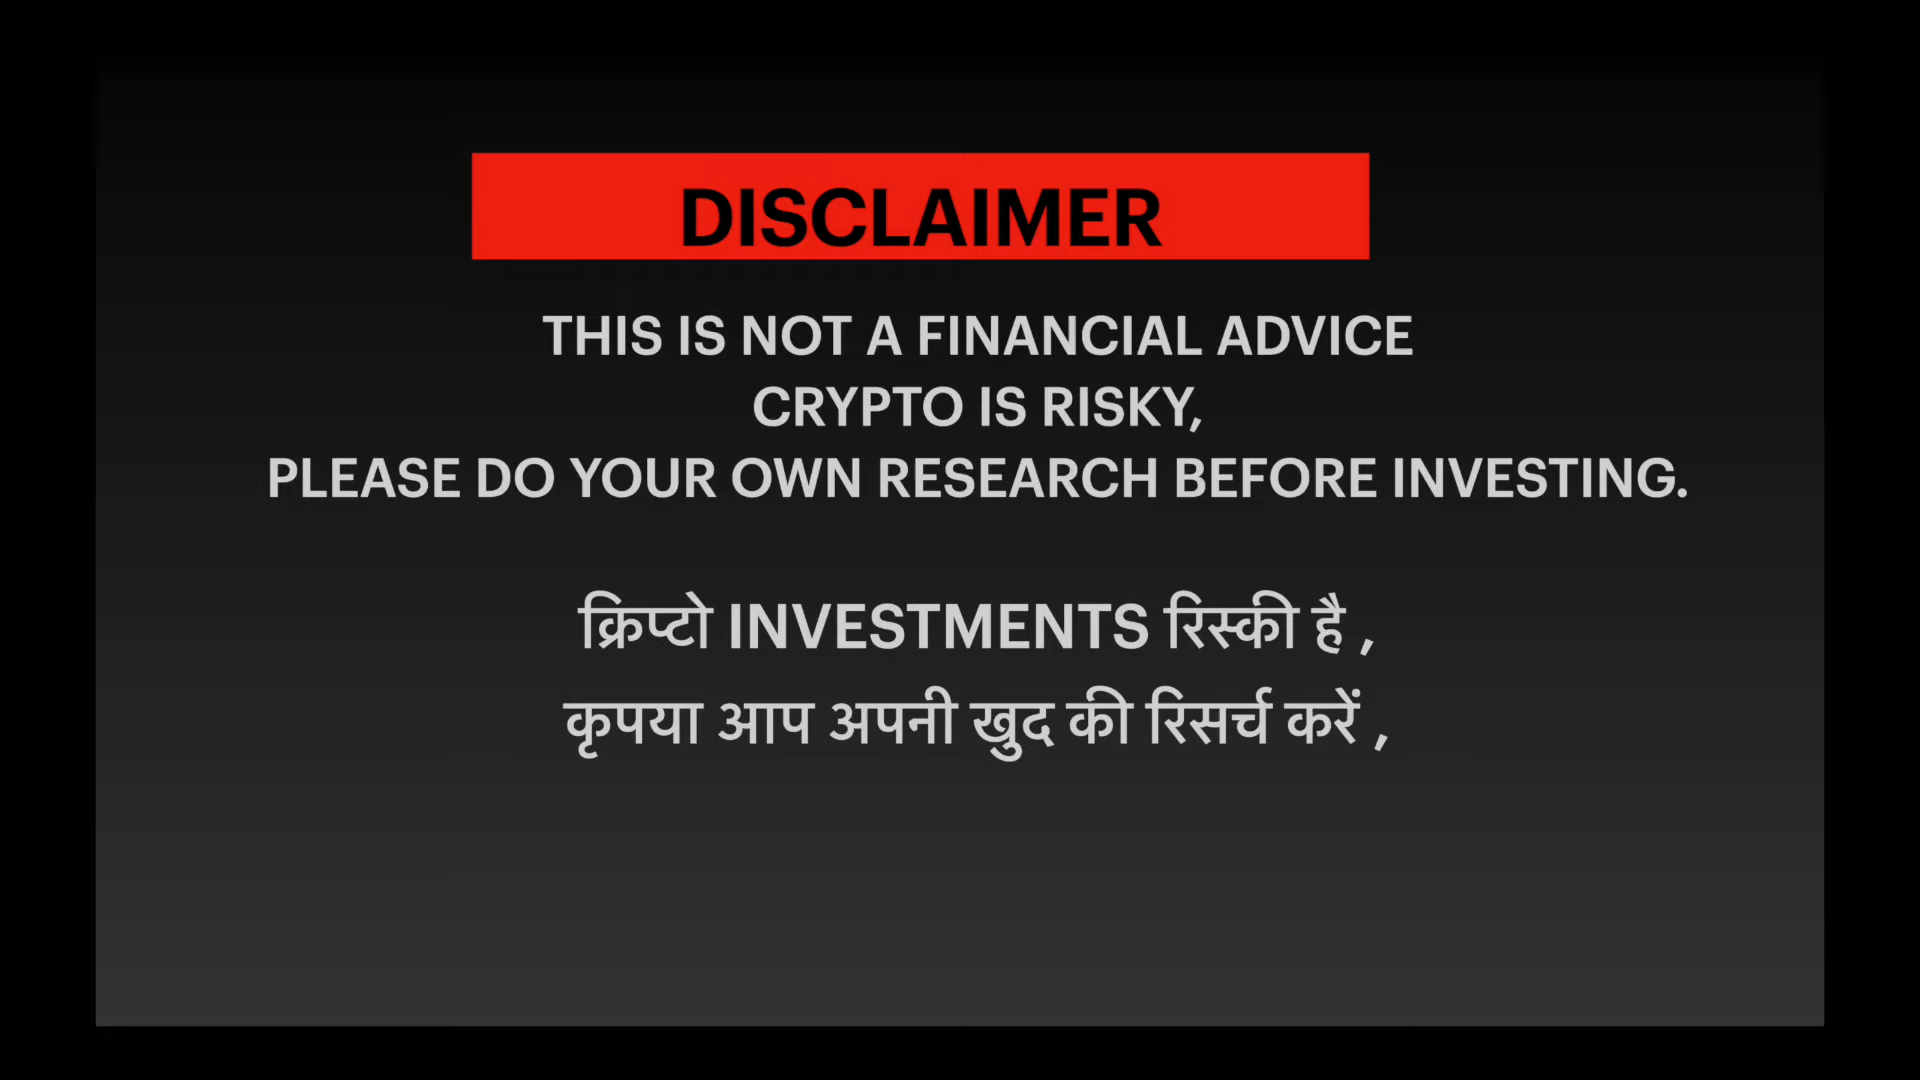 DISCLAIMER
THIS IS NOT A FINANCIAL ADVICE
CRYPTO IS RISKY,
PLEASE DO YOUR OWN RESEARCH BEFORE INVESTING.
क्रिप्टो INVESTMENTS रिस्की है ,
कृपया आप अपनी खुद की रिसर्च करें ,